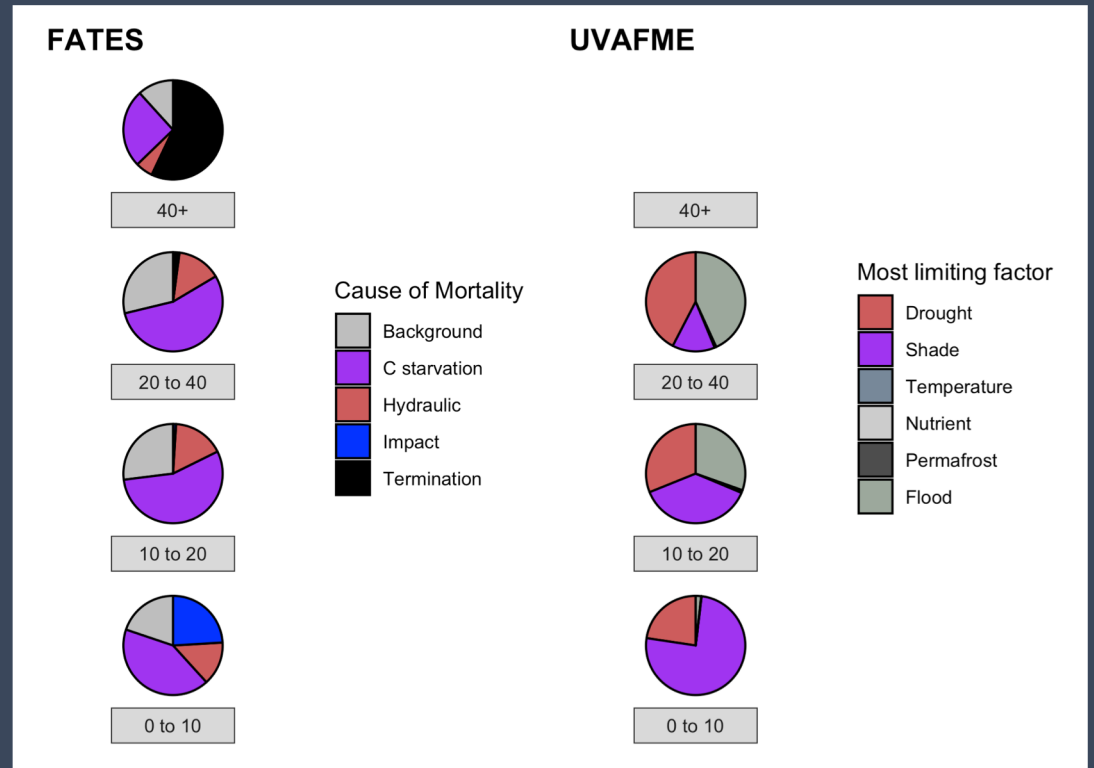 FATES
40+
20 to 40
10 to 20
0 to 10
Cause of Mortality
Background
C starvation
Hydraulic
Impact
Termination
UVAFME
40+
20 to 40
10 to 20
0 to 10
Most limiting factor
Drought
Shade
Temperature
Nutrient
Permafrost
Flood